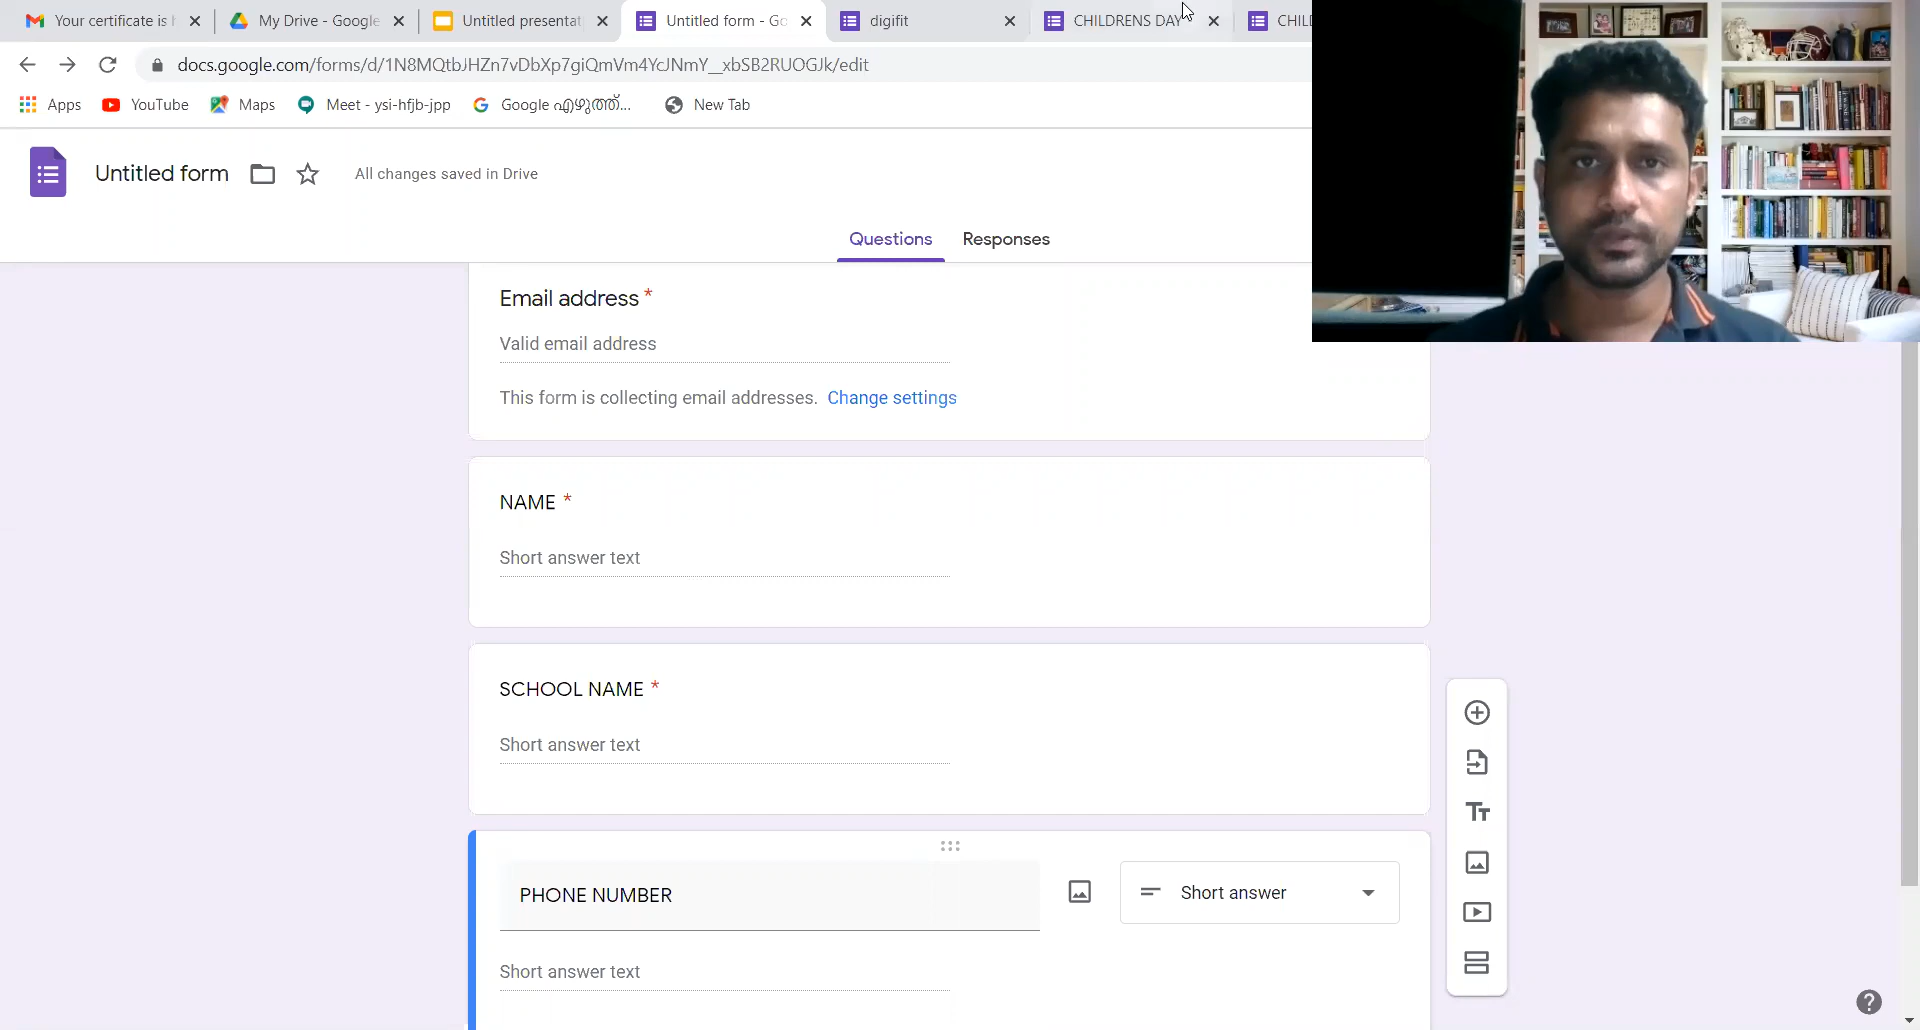 Your certificate is h
My Drive - Google
Untitled presentat
Untitled form - Go
digifit
CHILDRENS DAY
CHIL
docs.google.com/forms/d/1N8MQtbJHZn7vDbXp7giQmVm4YcJNmY__xbSB2RUOGJk/edit
Apps
YouTube
Maps
Meet - ysi-hfjb-jpp
Google എഴുത്ത്...
New Tab
Untitled form
All changes saved in Drive
Questions
Responses
Email address *
Valid email address
This form is collecting email addresses. Change settings
NAME *
Short answer text
SCHOOL NAME *
Short answer text
PHONE NUMBER
Short answer
Short answer text